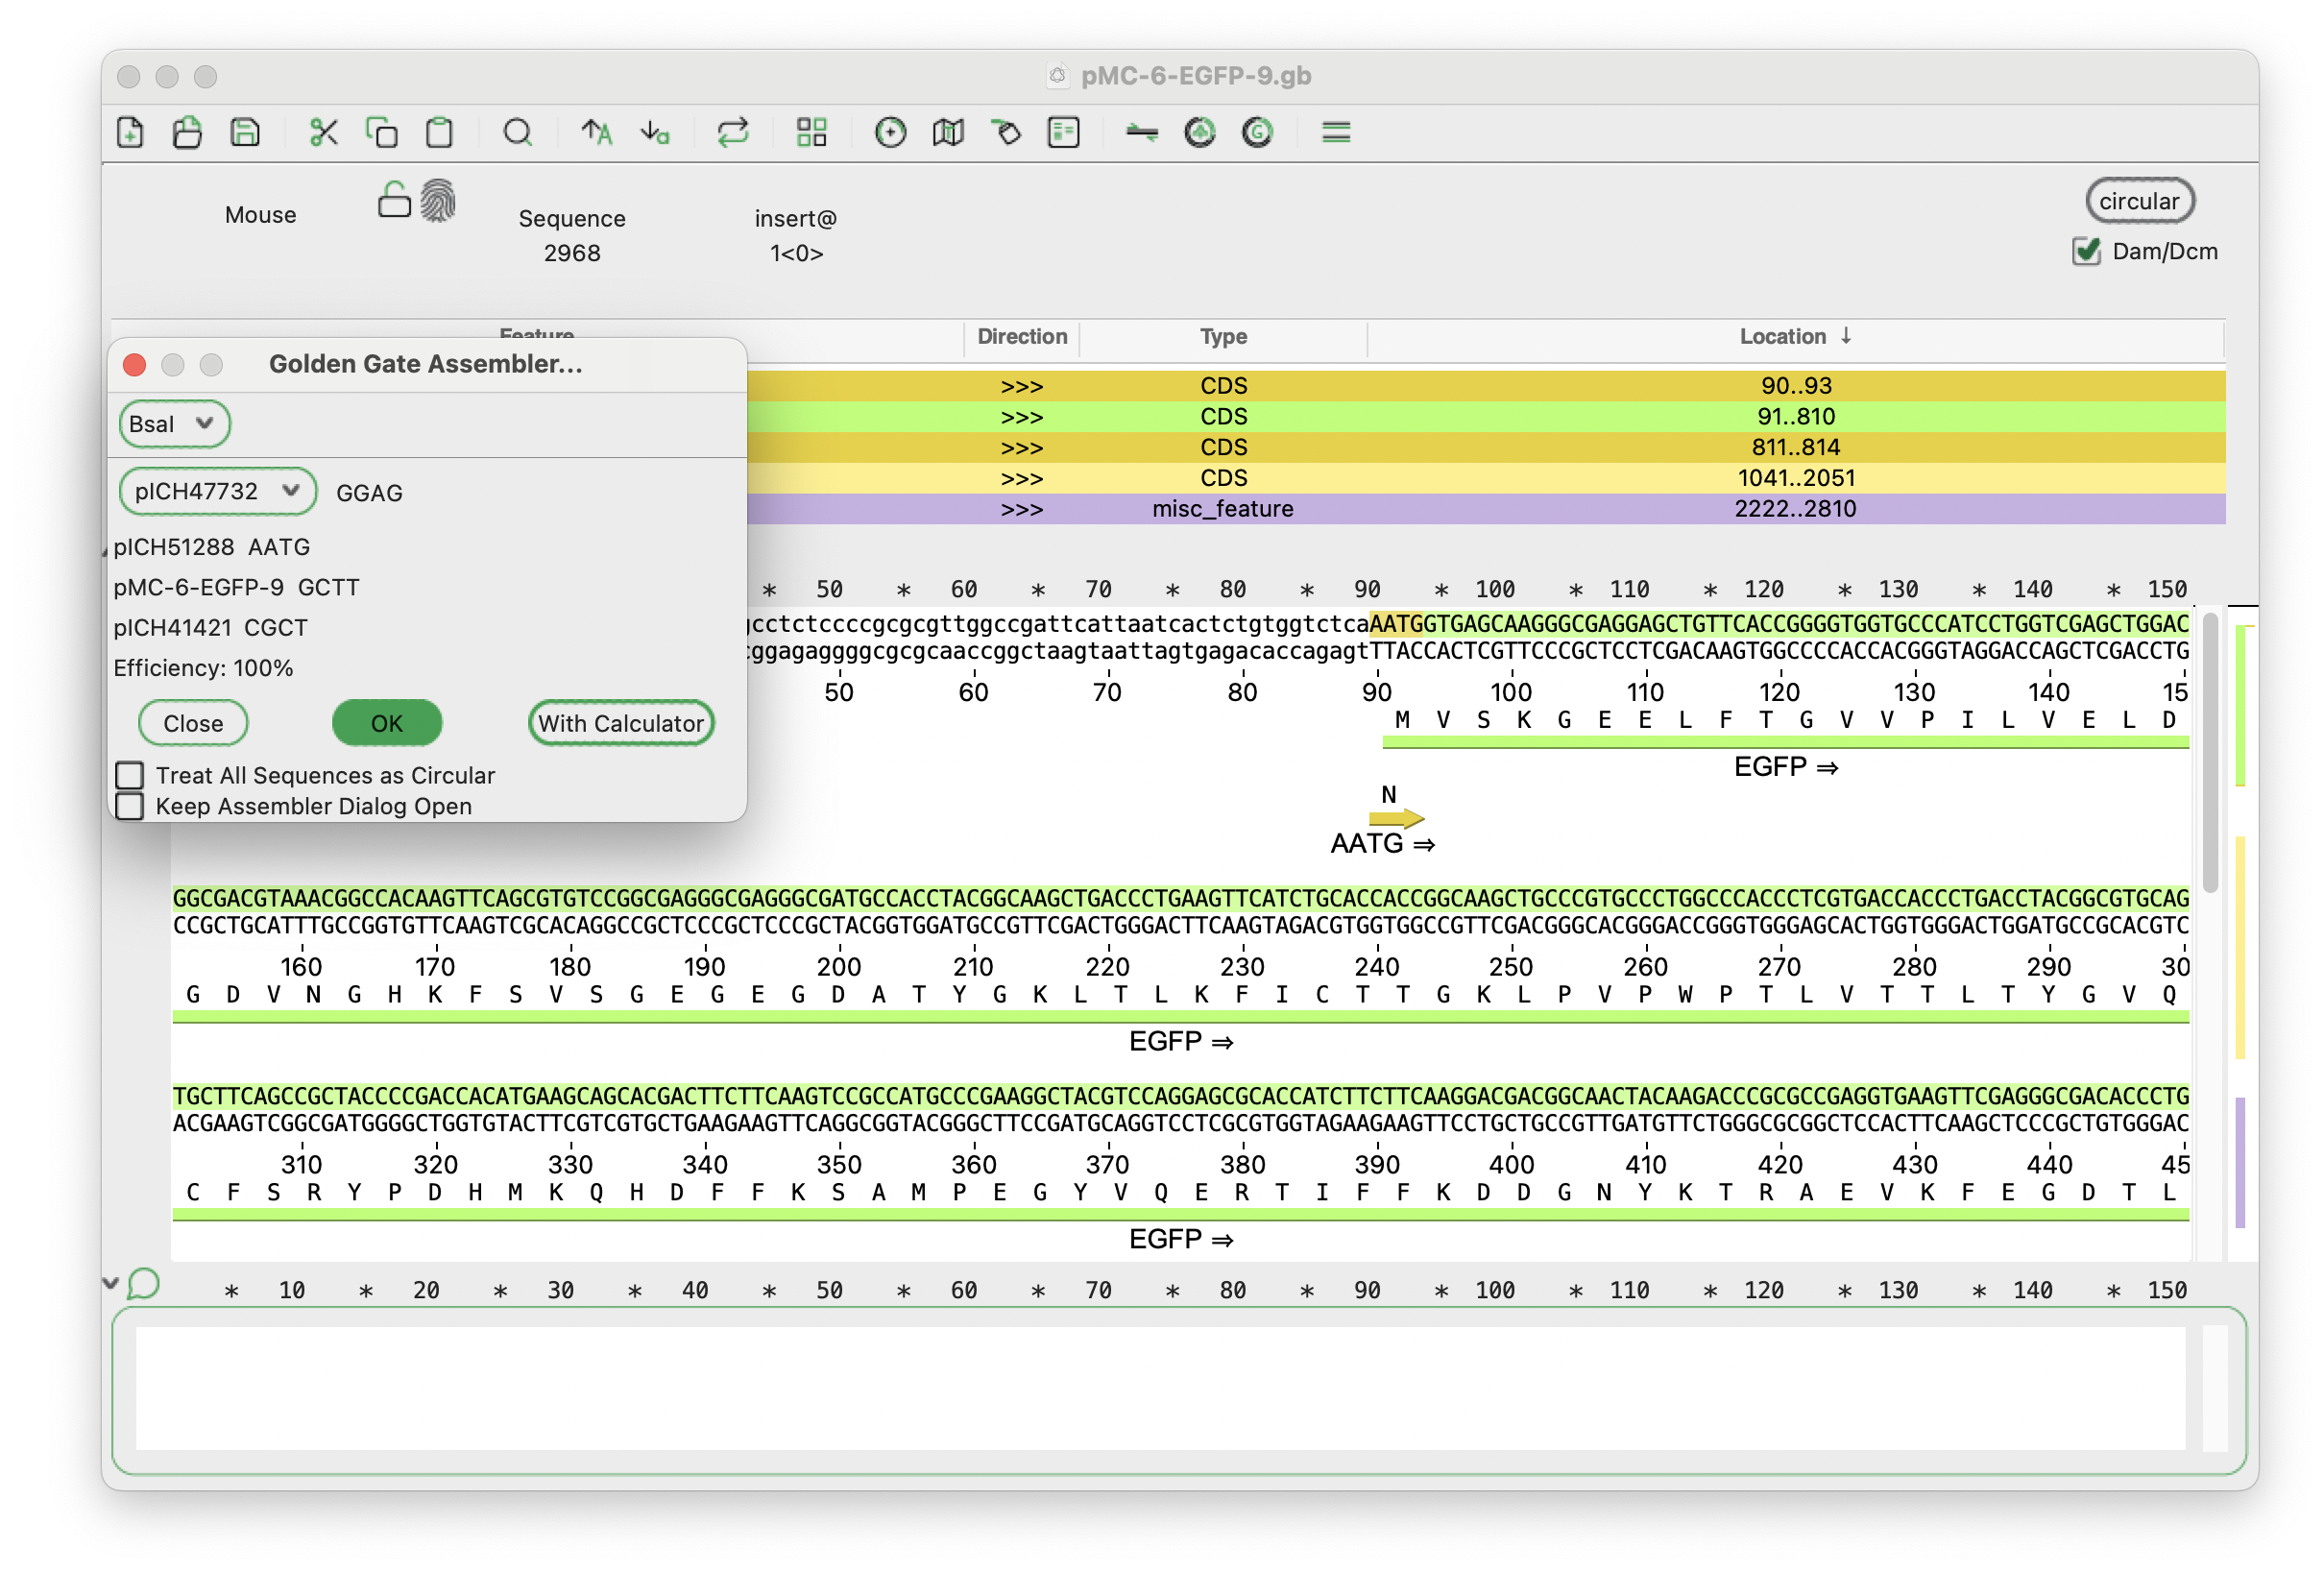 pMC-6-EGFP-9.gb
Mouse
Sequence
2968
insert@
1<0>
circular
Dam/Dcm
Feature Direction Type Location ↓
>>> CDS 90..93
>>> CDS 91..810
>>> CDS 811..814
>>> CDS 1041..2051
>>> misc_feature 2222..2810
Golden Gate Assembler...
BsaI
pICH47732 GGAG
pICH51288 AATG
pMC-6-EGFP-9 GCTT
pICH41421 CGCT
Efficiency: 100%
Close OK With Calculator
Treat All Sequences as Circular
Keep Assembler Dialog Open
* 50 * 60 * 70 * 80 * 90 * 100 * 110 * 120 * 130 * 140 * 150
gcctctccccgcgcgttggccgattcattaatcactctgtggtctcaAATGGTGAGCAAGGGCGAGGAGCTGTTCACCGGGGTGGTGCCCATCCTGGTCGAGCTGGAC
cggagaggggcgcgcaaccggctaagtaattagtgagacaccagagtTTACCACTCGTTCCCGCTCCTCGACAAGTGGCCCCACCACGGGTAGGACCAGCTCGACCTG
50 60 70 80 90 100 110 120 130 140 15
M V S K G E E L F T G V V P I L V E L D
EGFP ⇒
N
AATG ⇒
GGCGACGTAAACGGCCACAAGTTCAGCGTGTCCGGCGAGGGCGAGGGCGATGCCACCTACGGCAAGCTGACCCTGAAGTTCATCTGCACCACCGGCAAGCTGCCCGTGCCCTGGCCCACCCTCGTGACCACCCTGACCTACGGCGTGCAG
CCGCTGCATTTGCCGGTGTTCAAGTCGCACAGGCCGCTCCCGCTCCCGCTACGGTGGATGCCGTTCGACTGGGACTTCAAGTAGACGTGGTGGCCGTTCGACGGGCACGGGACCGGGTGGGAGCACTGGTGGGACTGGATGCCGCACGTC
160 170 180 190 200 210 220 230 240 250 260 270 280 290 30
G D V N G H K F S V S G E G E G D A T Y G K L T L K F I C T T G K L P V P W P T L V T T L T Y G V Q
EGFP ⇒
TGCTTCAGCCGCTACCCCGACCACATGAAGCAGCACGACTTCTTCAAGTCCGCCATGCCCGAAGGCTACGTCCAGGAGCGCACCATCTTCTTCAAGGACGACGGCAACTACAAGACCCGCGCCGAGGTGAAGTTCGAGGGCGACACCCTG
ACGAAGTCGGCGATGGGGCTGGTGTACTTCGTCGTGCTGAAGAAGTTCAGGCGGTACGGGCTTCCGATGCAGGTCCTCGCGTGGTAGAAGAAGTTCCTGCTGCCGTTGATGTTCTGGGCGCGGCTCCACTTCAAGCTCCCGCTGTGGGAC
310 320 330 340 350 360 370 380 390 400 410 420 430 440 45
C F S R Y P D H M K Q H D F F K S A M P E G Y V Q E R T I F F K D D G N Y K T R A E V K F E G D T L
EGFP ⇒
* 10 * 20 * 30 * 40 * 50 * 60 * 70 * 80 * 90 * 100 * 110 * 120 * 130 * 140 * 150